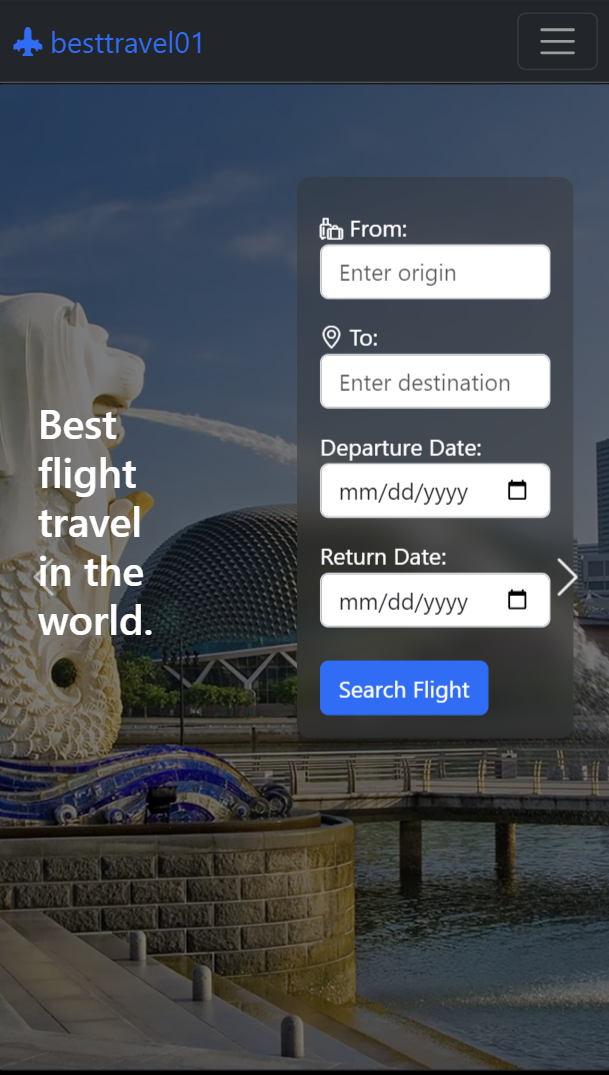 besttravel01
From:
Enter origin
To:
Enter destination
Departure Date:
mm/dd/yyyy
Return Date:
mm/dd/yyyy
Search Flight
Best
flight
travel
in the
world.